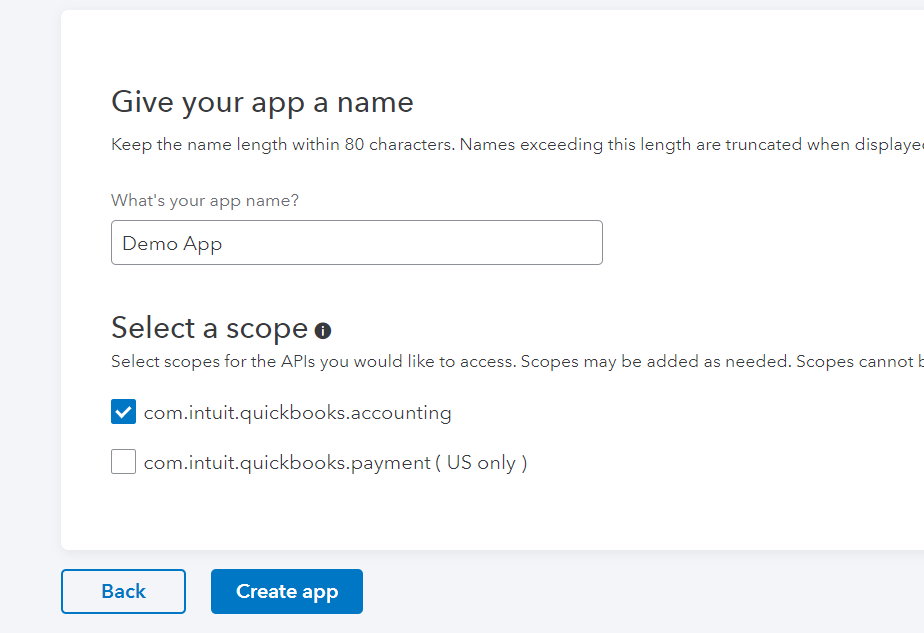 Give your app a name
Keep the name length within 80 characters. Names exceeding this length are truncated when displayed
What's your app name?
Demo App
Select a scope
Select scopes for the APIs you would like to access. Scopes may be added as needed. Scopes cannot
com.intuit.quickbooks.accounting
com.intuit.quickbooks.payment ( US only )
Back
Create app